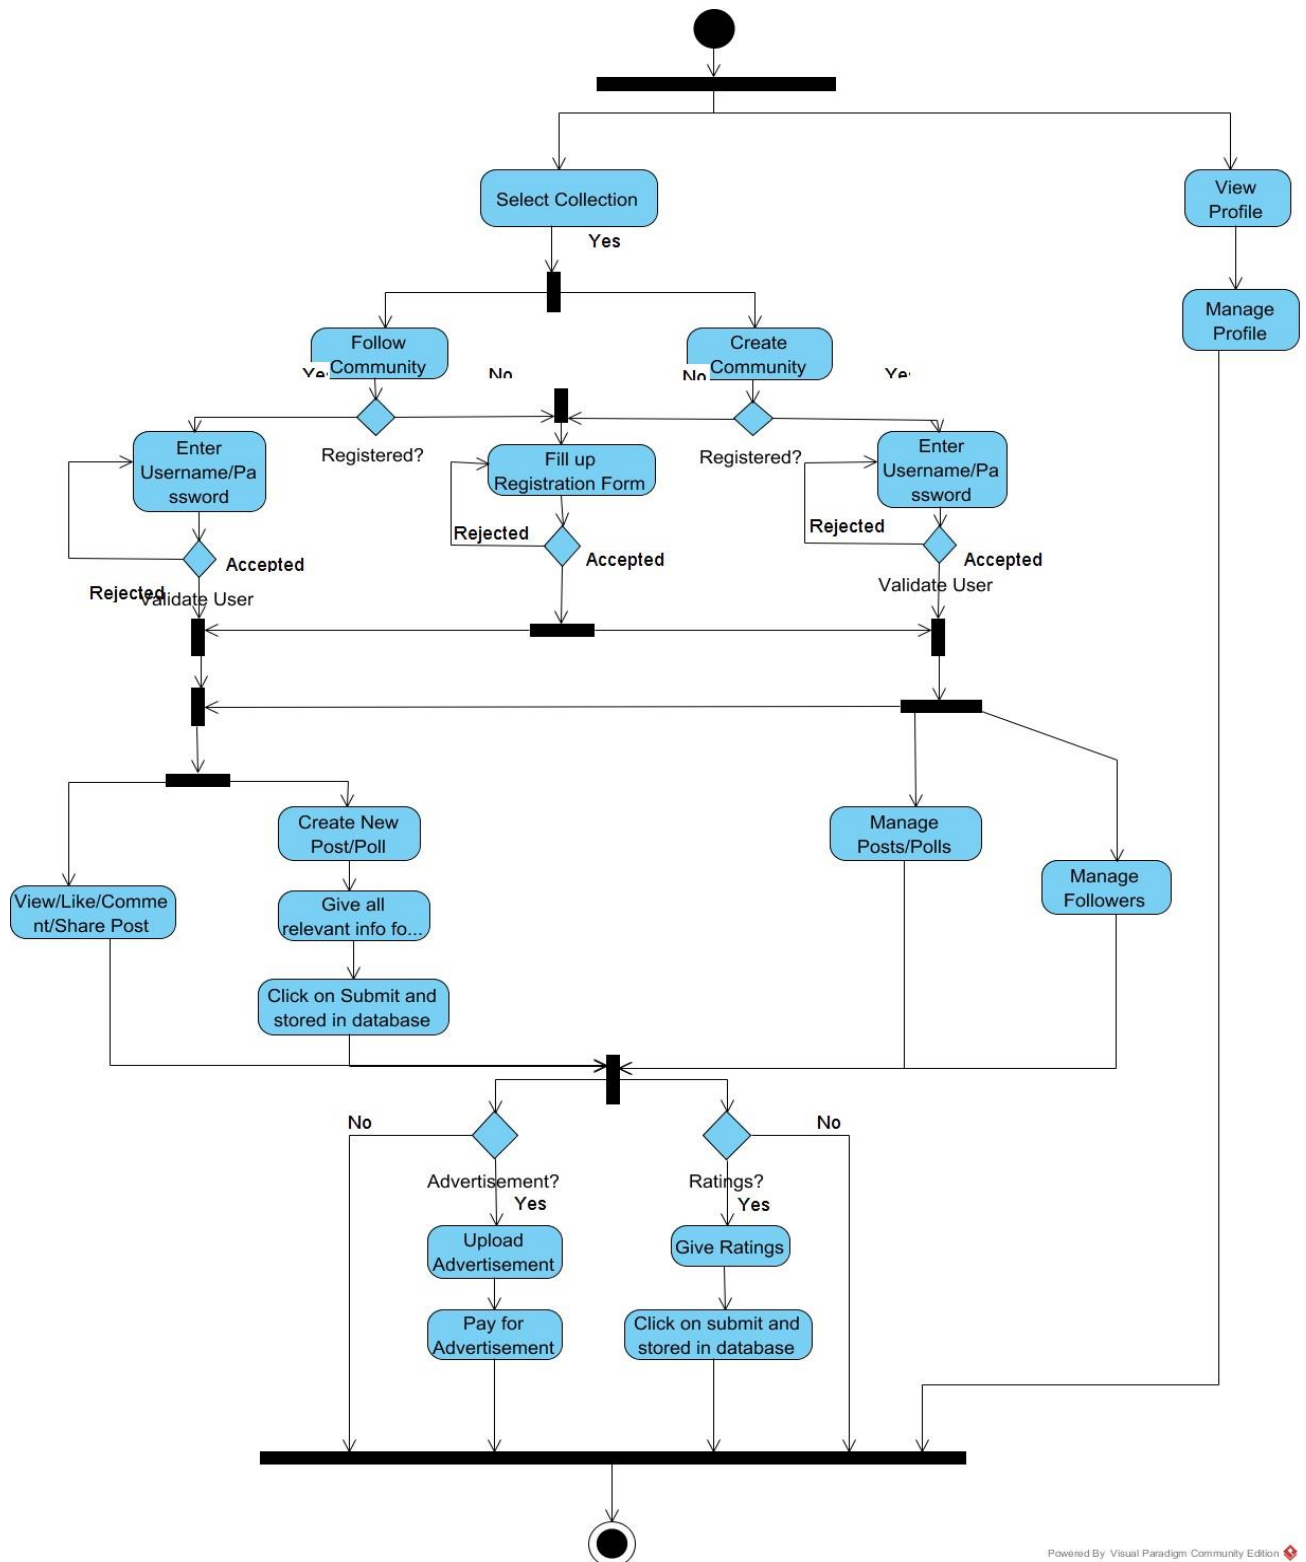 Select Collection
Yes
View
Profile
Manage
Profile
Follow
Community
Create
Community
No
No
Registered?
Registered?
Enter
Username/Pa
ssword
Fill up
Registration Form
Enter
Username/Pa
ssword
Rejected
Accepted
Rejected
Accepted
Accepted
Rejected
Validate User
Validate User
Create New
Post/Poll
Manage
Posts/Polls
View/Like/Comme
nt/Share Post
Give all
relevant info fo...
Manage
Followers
Click on Submit and
stored in database
No
No
Advertisement?
Yes
Ratings?
Yes
Upload
Advertisement
Give Ratings
Pay for
Advertisement
Click on submit and
stored in database
Powered By Visual Paradigm Community Edition